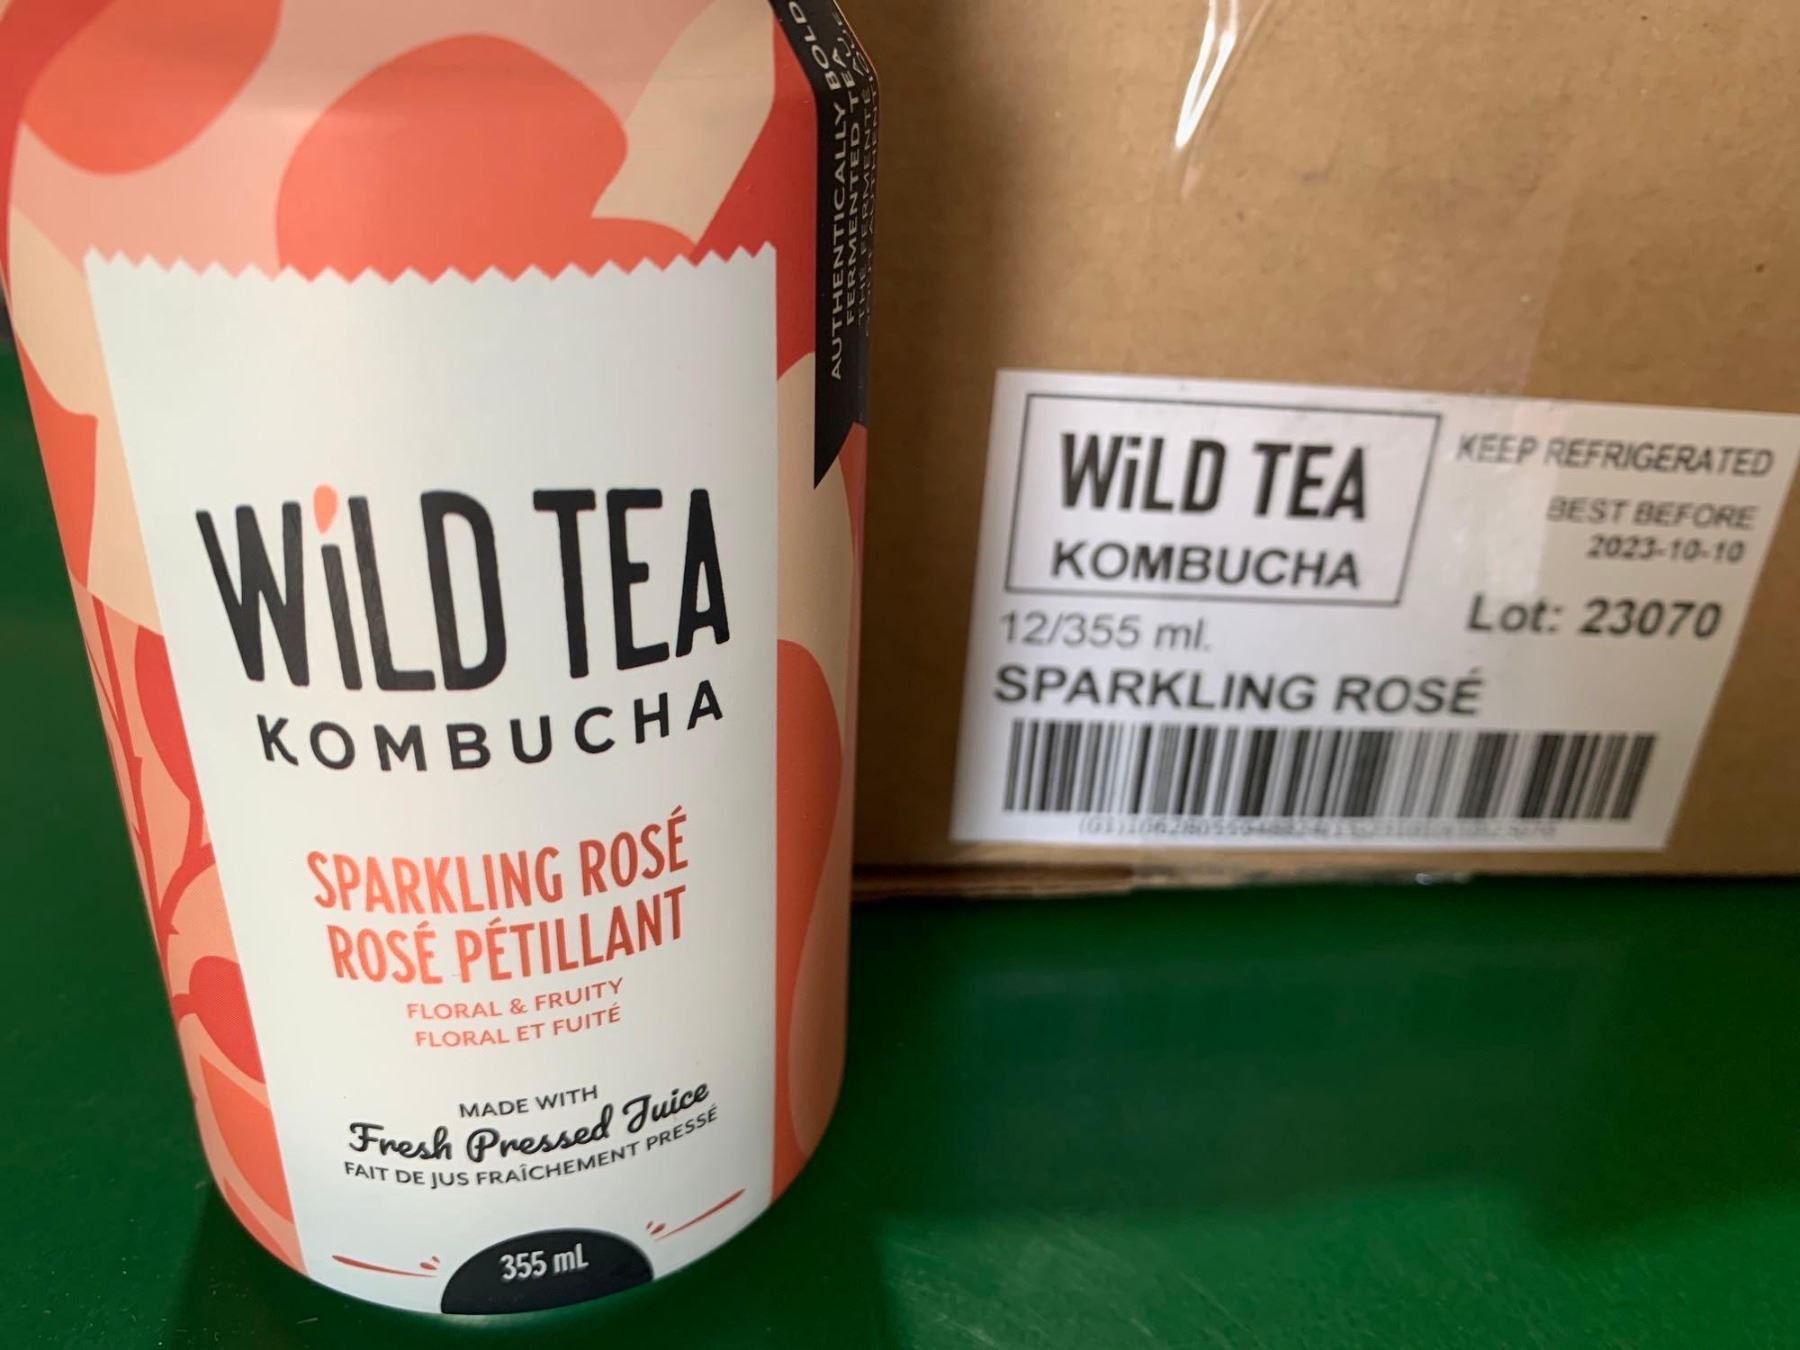 AUTHENTICALLY BOLD
FERMENTED TEA
WiLD TEA
KOMBUCHA
SPARKLING ROSÉ
ROSÉ PÉTILLANT
FLORAL & FRUITY
FLORAL ET FUITÉ
MADE WITH
Fresh Pressed Juice
FAIT DE JUS FRAÎCHEMENT PRESSÉ
355 mL
WiLD TEA
KOMBUCHA
KEEP REFRIGERATED
BEST BEFORE
2023-10-10
Lot: 23070
12/355 ml.
SPARKLING ROSÉ